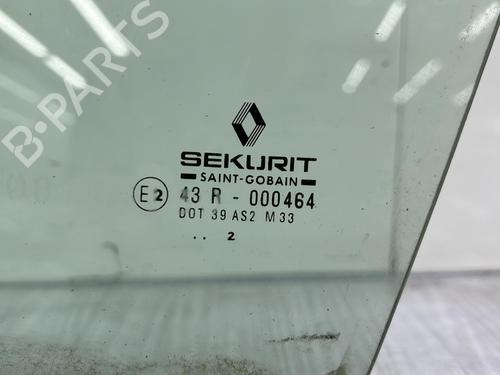 B-PARTS
SEKURIT
SAINT-GOBAIN
E2 43 R - 000464
DOT 39 AS2 M33
.. 2